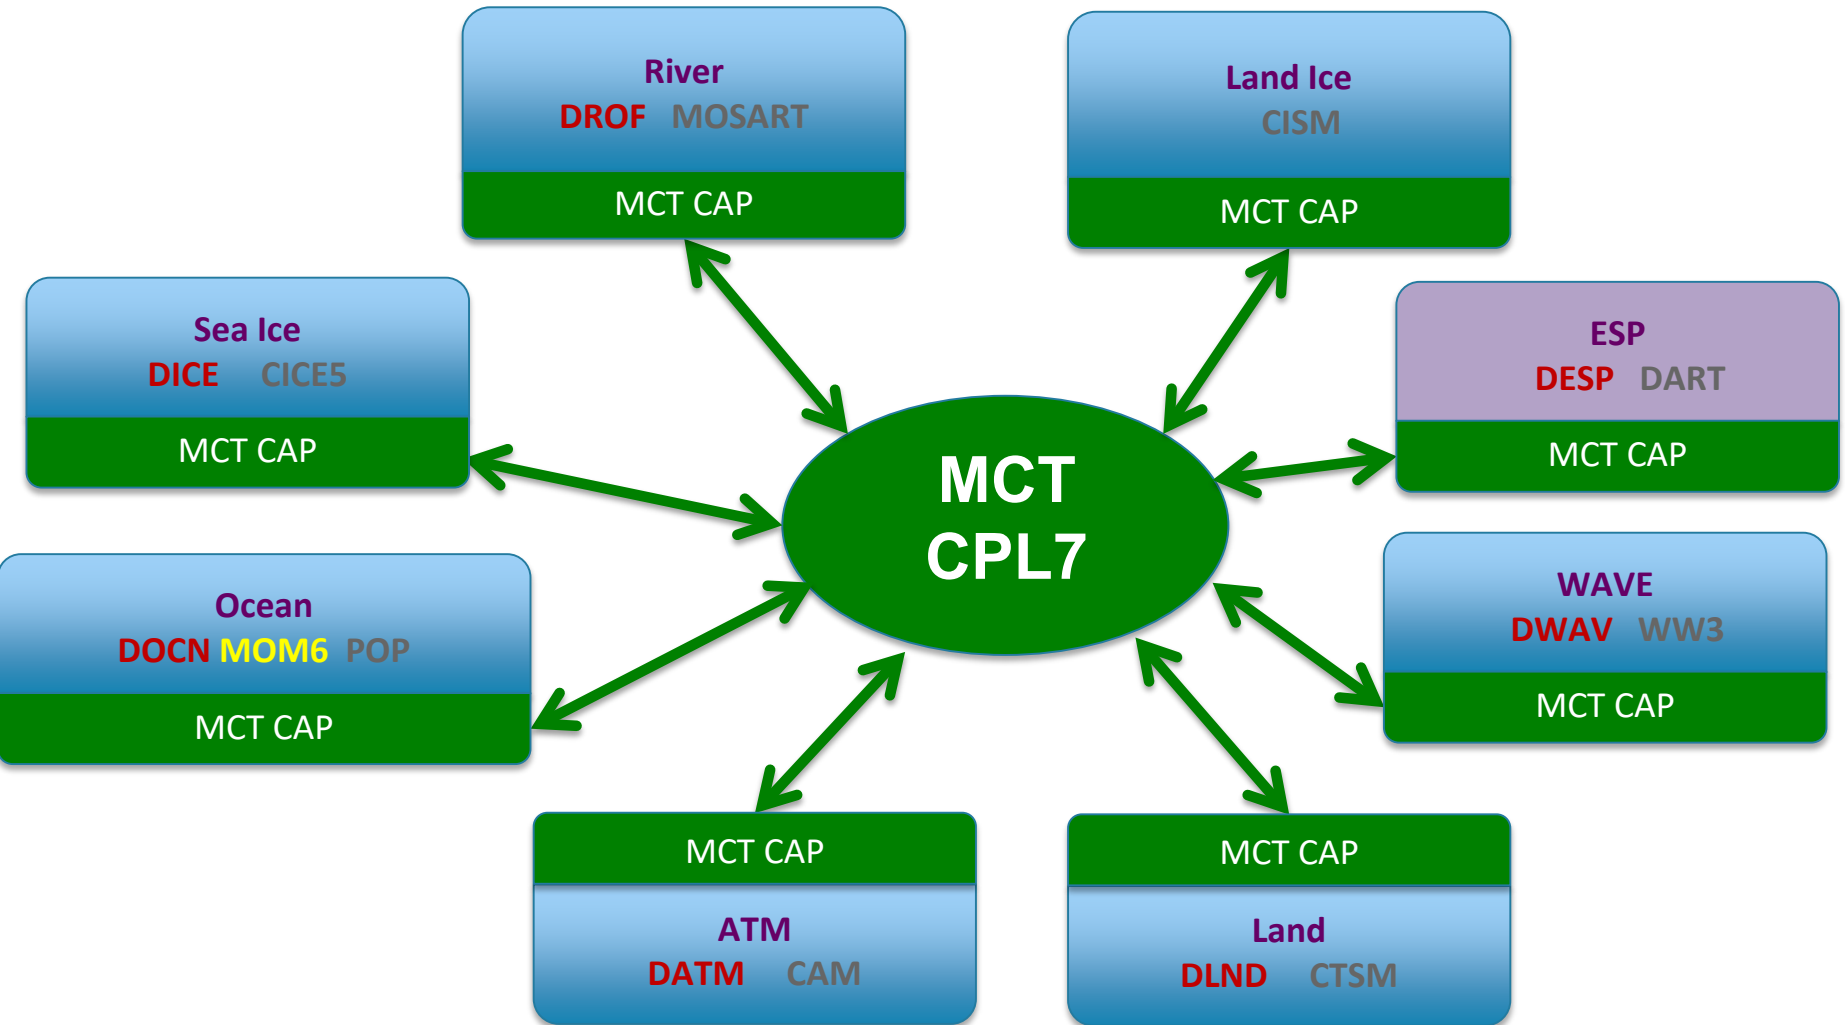 River
DROF MOSART
MCT CAP
Land Ice
CISM
MCT CAP
Sea Ice
DICE CICE5
MCT CAP
ESP
DESP DART
MCT CAP
MCT
CPL7
Ocean
DOCN MOM6 POP
MCT CAP
WAVE
DWAV WW3
MCT CAP
MCT CAP
ATM
DATM CAM
MCT CAP
Land
DLND CTSM